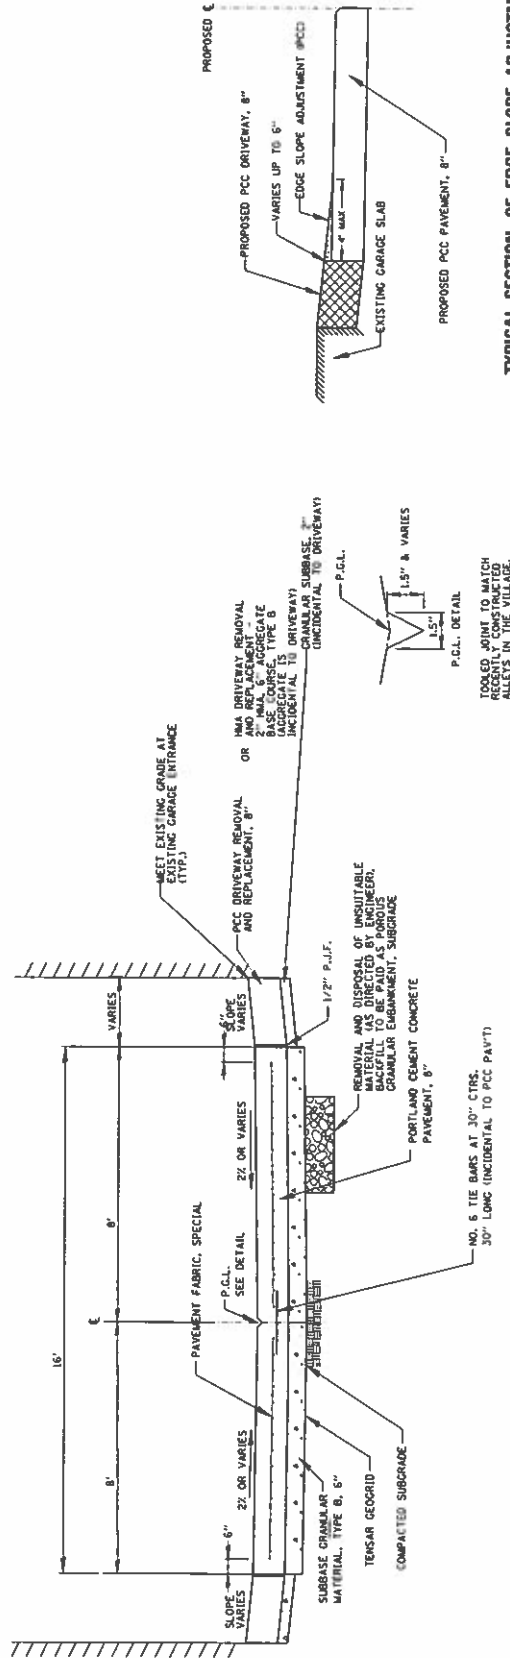 16'
8'
8'
VARIES
℄
6"
SLOPE
VARIES
2% OR VARIES
PAVEMENT FABRIC, SPECIAL
P.G.L.
SEE DETAIL
2% OR VARIES
6"
SLOPE
VARIES
MEET EXISTING GRADE AT
EXISTING GARAGE ENTRANCE
(TYP.)
PCC DRIVEWAY REMOVAL
AND REPLACEMENT, 8"
OR
HMA DRIVEWAY REMOVAL
AND REPLACEMENT -
2" HMA, 6" AGGREGATE
BASE COURSE, TYPE B
(AGGREGATE IS
INCIDENTAL TO DRIVEWAY)
GRANULAR SUBBASE, 2"
(INCIDENTAL TO DRIVEWAY)
1/2" P.J.F.
REMOVAL AND DISPOSAL OF UNSUITABLE
MATERIAL (AS DIRECTED BY ENGINEER).
BACKFILL TO BE PAID AS POROUS
GRANULAR EMBANKMENT, SUBGRADE
PORTLAND CEMENT CONCRETE
PAVEMENT, 8"
NO. 6 TIE BARS AT 30" CTRS.
30" LONG (INCIDENTAL TO PCC PAV'T)
SUBBASE GRANULAR
MATERIAL, TYPE B, 6"
TENSAR GEOGRID
COMPACTED SUBGRADE
P.G.L.
1.5" & VARIES
1.5"
P.G.L. DETAIL
TOOLED JOINT TO MATCH
RECENTLY CONSTRUCTED
ALLEYS IN THE VILLAGE.
PROPOSED ℄
PROPOSED PCC DRIVEWAY, 8"
VARIES UP TO 6"
EDGE SLOPE ADJUSTMENT (PCC)
4" MAX
EXISTING GARAGE SLAB
PROPOSED PCC PAVEMENT, 8"
TYPICAL SECTION OF EDGE SLOPE